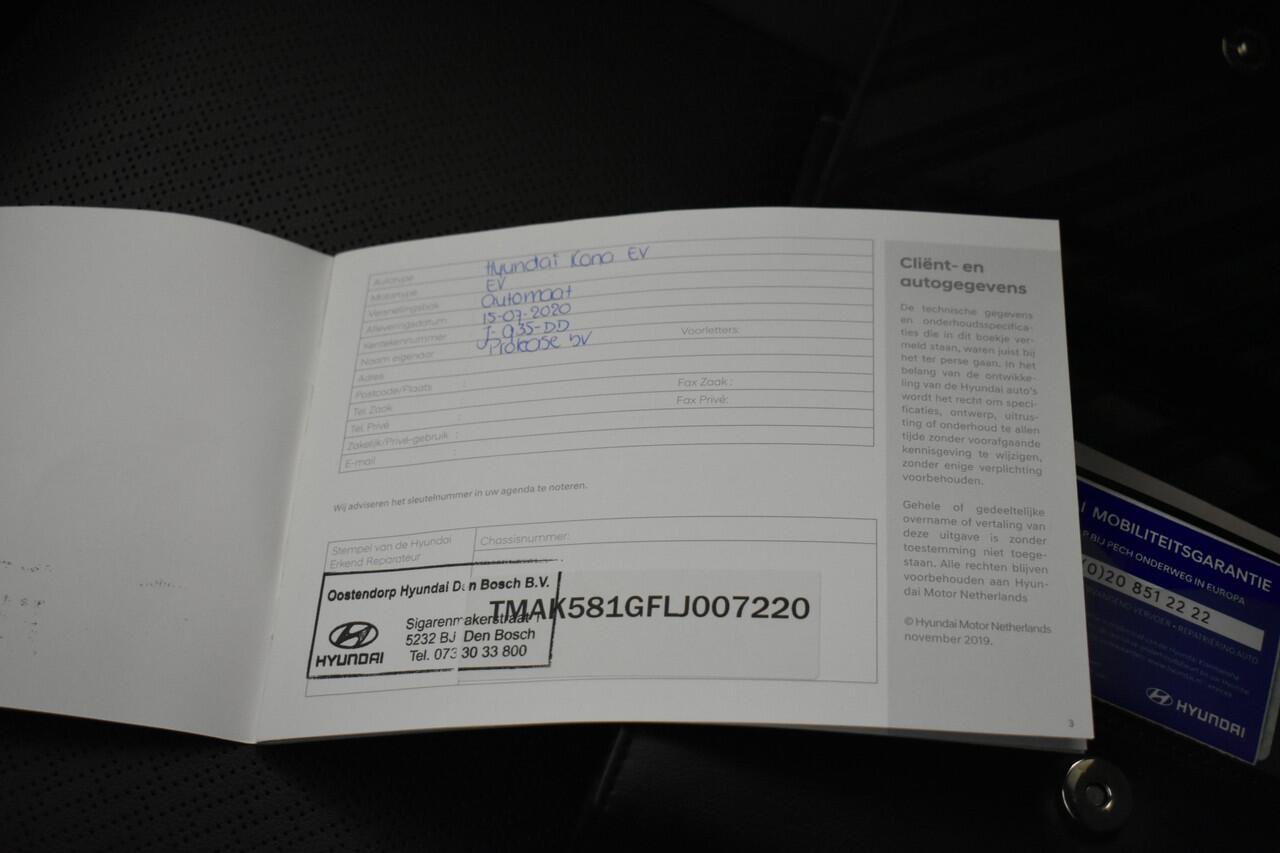 Autotype Hyundai Kona EV
Motortype EV
Versnellingsbak Automaat
Afleveringsdatum 15-07-2020
Kentekennummer J-935-DD
Naam eigenaar bv Voorletters:
Adres
Postcode/Plaats :
Tel. Zaak : Fax Zaak :
Tel. Privé : Fax Privé:
Zakelijk/Privé-gebruik :
E-mail :
Wij adviseren het sleutelnummer in uw agenda te noteren.
Stempel van de Hyundai
Erkend Reparateur
Chassisnummer:
Oostendorp Hyundai Den Bosch B.V.
Sigarenmakerstraat 1
5232 BJ Den Bosch
Tel. 073 30 33 800
HYUNDAI
TMAK581GFLJ007220
Cliënt- en
autogegevens
De technische gegevens
en onderhoudsspecifica-
ties die in dit boekje ver-
meld staan, waren juist bij
het ter perse gaan. In het
belang van de ontwikke-
ling van de Hyundai auto's
wordt het recht om speci-
ficaties, ontwerp, uitrus-
ting of onderhoud te allen
tijde zonder voorafgaande
kennisgeving te wijzigen,
zonder enige verplichting
voorbehouden.
Gehele of gedeeltelijke
overname of vertaling van
deze uitgave is zonder
toestemming niet toege-
staan. Alle rechten blijven
voorbehouden aan Hyun-
dai Motor Netherlands
© Hyundai Motor Netherlands
november 2019.
3
I MOBILITEITSGARANTIE
P BIJ PECH ONDERWEG IN EUROPA
(0)20 851 22 22
VERVANGEND VERVOER • REPATRIËRING AUTO
HYUNDAI